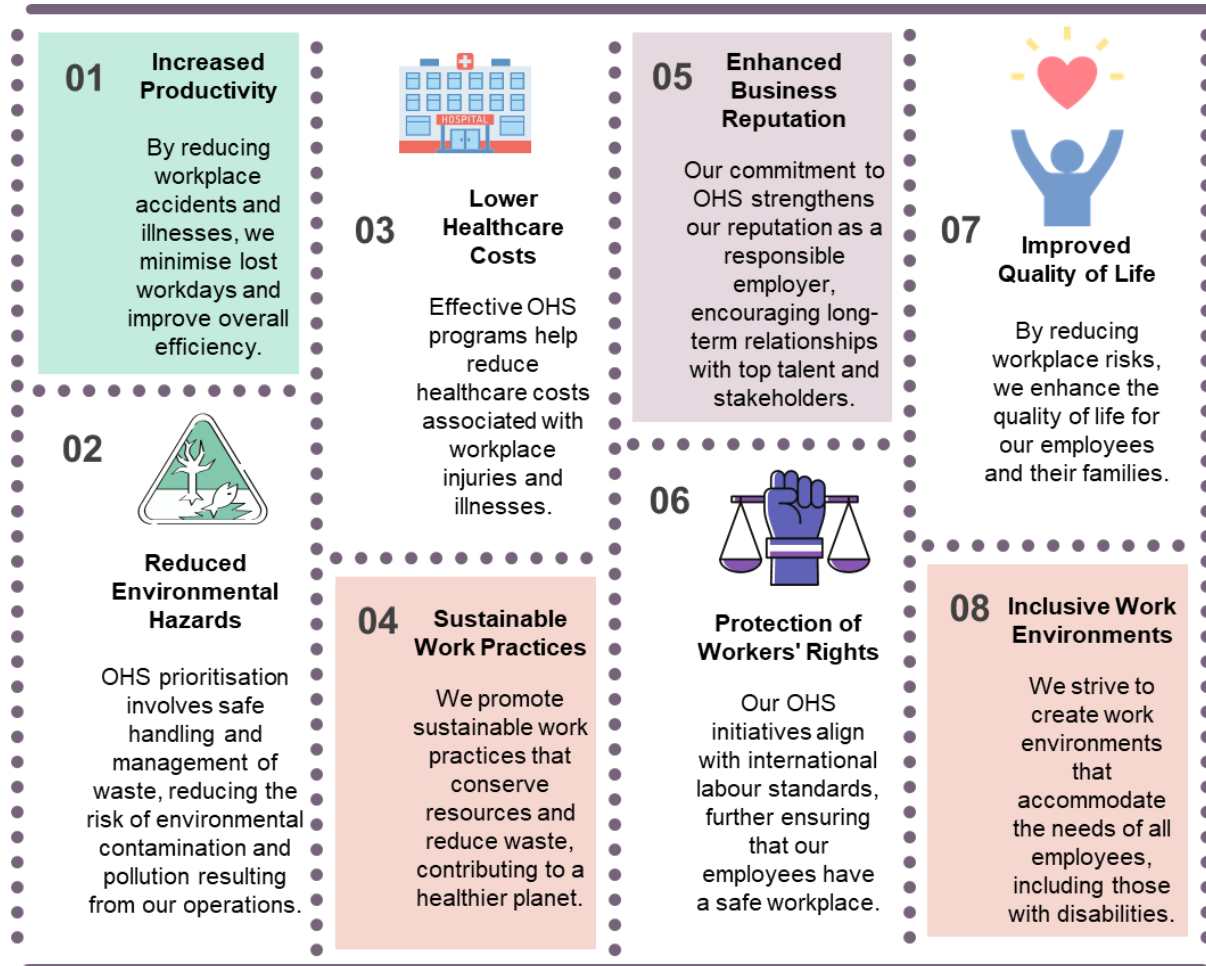 01
Increased
Productivity
By reducing
workplace
accidents and
illnesses, we
minimise lost
workdays and
improve overall
efficiency.
02
Reduced
Environmental
Hazards
OHS prioritisation
involves safe
handling and
management of
waste, reducing the
risk of environmental
contamination and
pollution resulting
from our operations.
HOSPITAL
03
Lower
Healthcare
Costs
Effective OHS
programs help
reduce
healthcare costs
associated with
workplace
injuries and
illnesses.
04
Sustainable
Work Practices
We promote
sustainable work
practices that
conserve
resources and
reduce waste,
contributing to a
healthier planet.
05
Enhanced
Business
Reputation
Our commitment to
OHS strengthens
our reputation as a
responsible
employer,
encouraging long-
term relationships
with top talent and
stakeholders.
06
Protection of
Workers' Rights
Our OHS
initiatives align
with international
labour standards,
further ensuring
that our
employees have
a safe workplace.
07
Improved
Quality of Life
By reducing
workplace risks,
we enhance the
quality of life for
our employees
and their families.
08
Inclusive Work
Environments
We strive to
create work
environments
that
accommodate
the needs of all
employees,
including those
with disabilities.